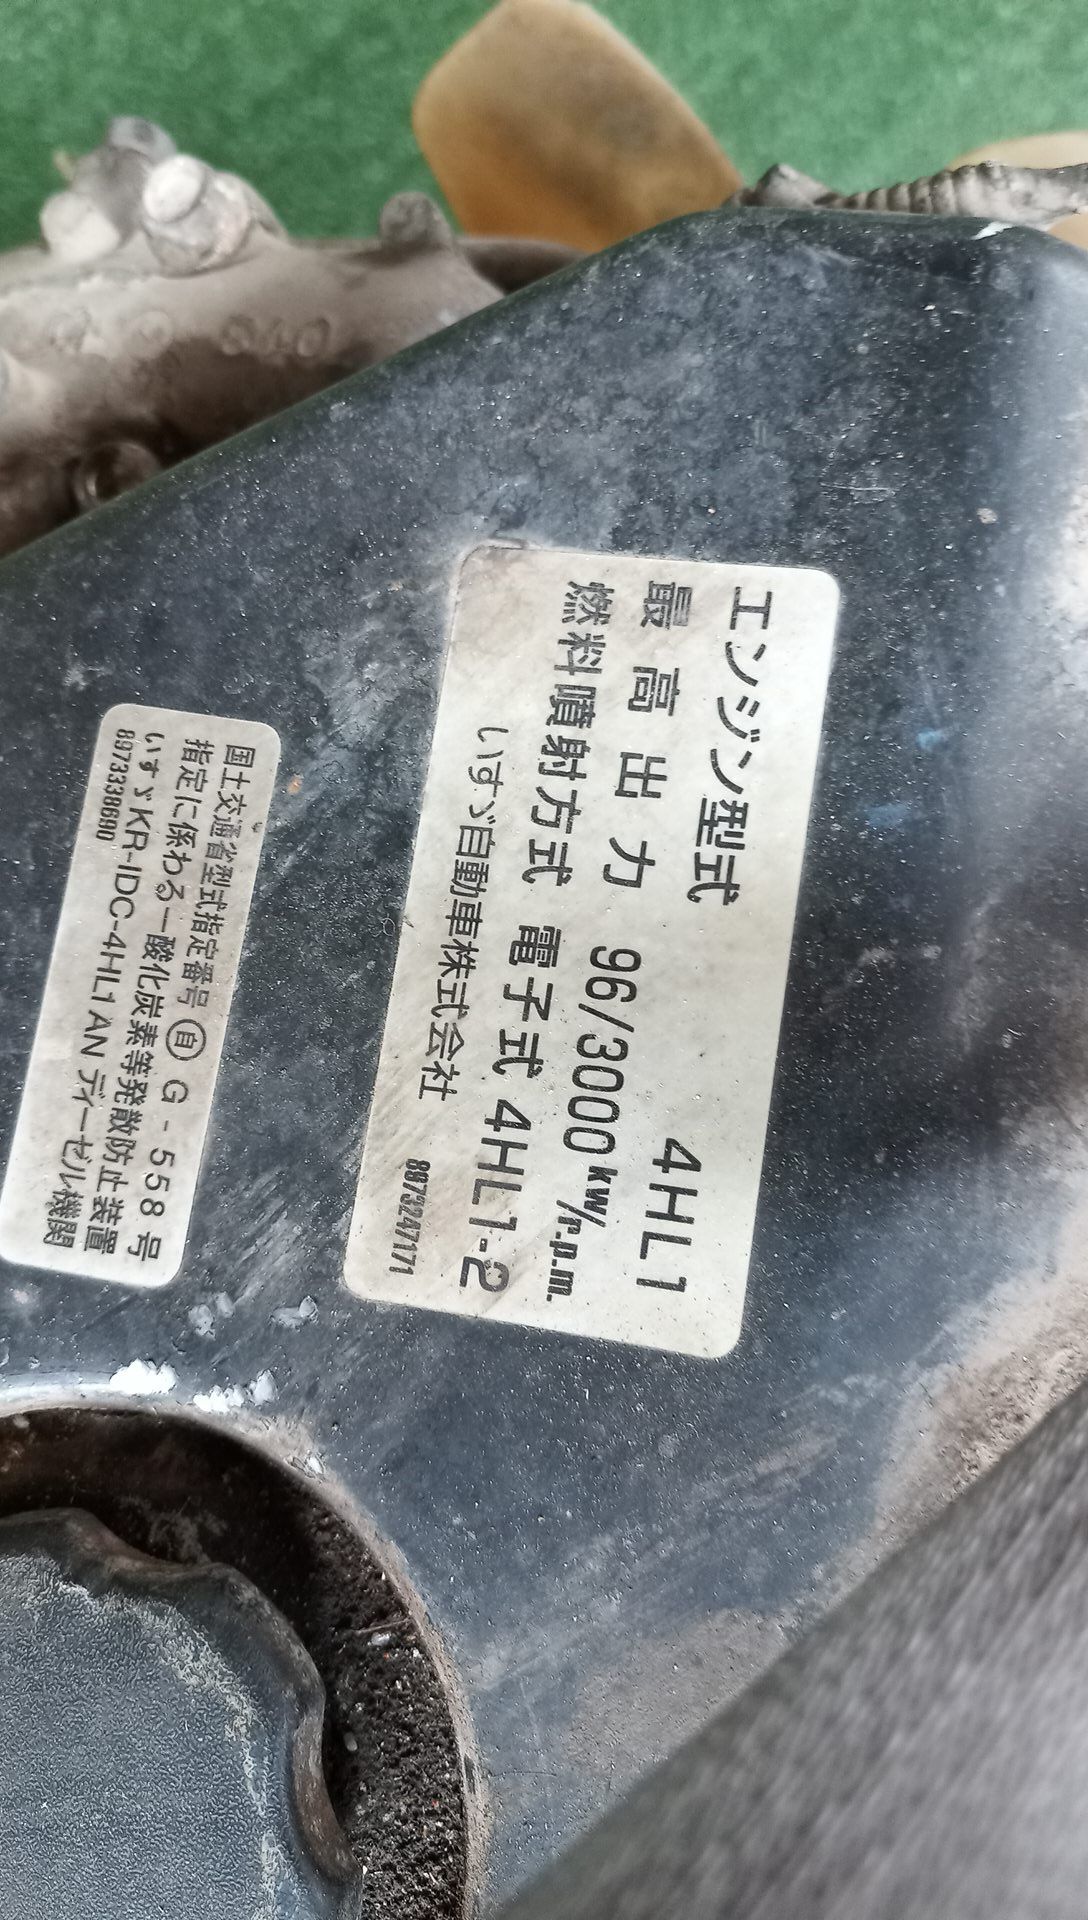 エンジン型式 4HL1
最高出力 96/3000kW/r.p.m.
燃料噴射方式 電子式 4HL1-2
いすゞ自動車株式会社 8973247171
国土交通省型式指定番号 自 G-558号
指定に係わる一酸化炭素等発散防止装置
いすゞKR-IDC-4HL1AN ディーゼル機関
8973338680